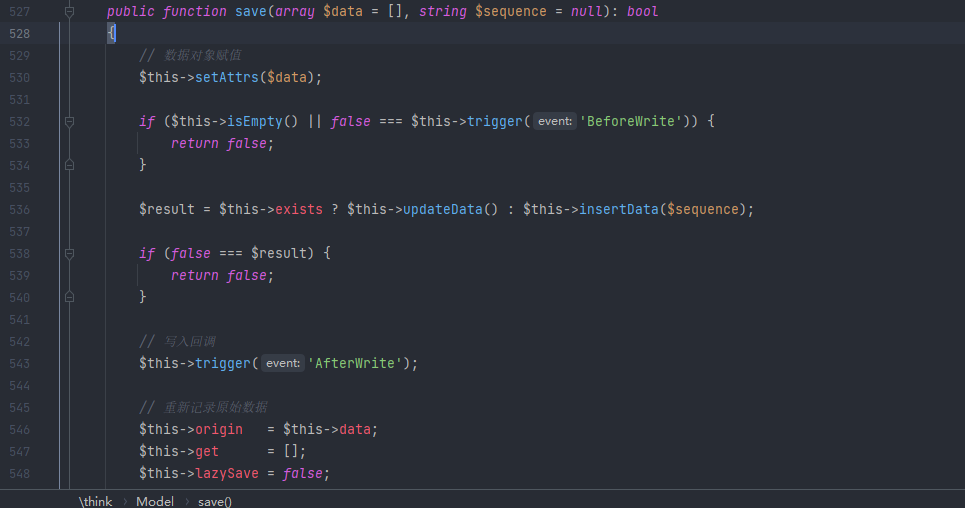 527 public function save(array $data = [], string $sequence = null): bool
528 {
529 // 数据对象赋值
530 $this->setAttrs($data);
531
532 if ($this->isEmpty() || false === $this->trigger( event: 'BeforeWrite')) {
533 return false;
534 }
535
536 $result = $this->exists ? $this->updateData() : $this->insertData($sequence);
537
538 if (false === $result) {
539 return false;
540 }
541
542 // 写入回调
543 $this->trigger( event: 'AfterWrite');
544
545 // 重新记录原始数据
546 $this->origin = $this->data;
547 $this->get = [];
548 $this->lazySave = false;
\think › Model › save()